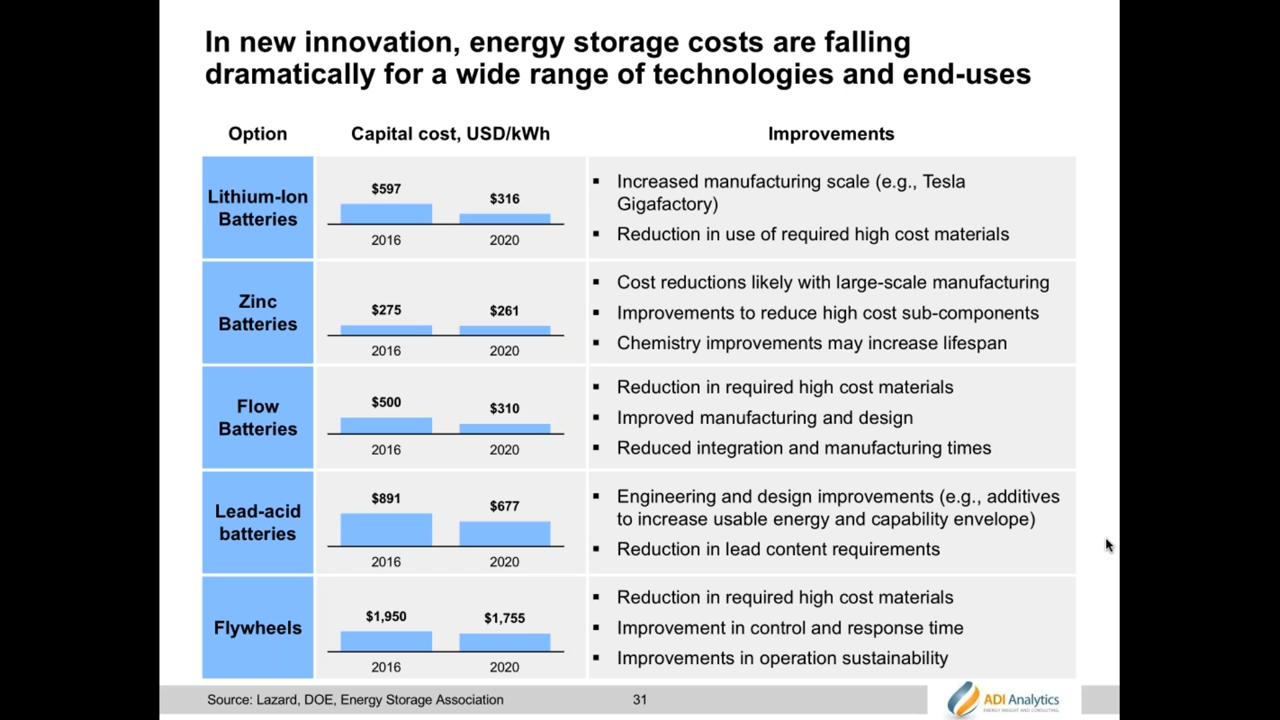 In new innovation, energy storage costs are falling
dramatically for a wide range of technologies and end-uses
Option
Capital cost, USD/kWh
Improvements
Lithium-Ion
Batteries
$597
$316
2016
2020
▪ Increased manufacturing scale (e.g., Tesla
Gigafactory)
▪ Reduction in use of required high cost materials
Zinc
Batteries
$275
$261
2016
2020
▪ Cost reductions likely with large-scale manufacturing
▪ Improvements to reduce high cost sub-components
▪ Chemistry improvements may increase lifespan
Flow
Batteries
$500
$310
2016
2020
▪ Reduction in required high cost materials
▪ Improved manufacturing and design
▪ Reduced integration and manufacturing times
Lead-acid
batteries
$891
$677
2016
2020
▪ Engineering and design improvements (e.g., additives
to increase usable energy and capability envelope)
▪ Reduction in lead content requirements
Flywheels
$1,950
$1,755
2016
2020
▪ Reduction in required high cost materials
▪ Improvement in control and response time
▪ Improvements in operation sustainability
Source: Lazard, DOE, Energy Storage Association
31
ADI Analytics
ENERGY INSIGHT AND CONSULTING